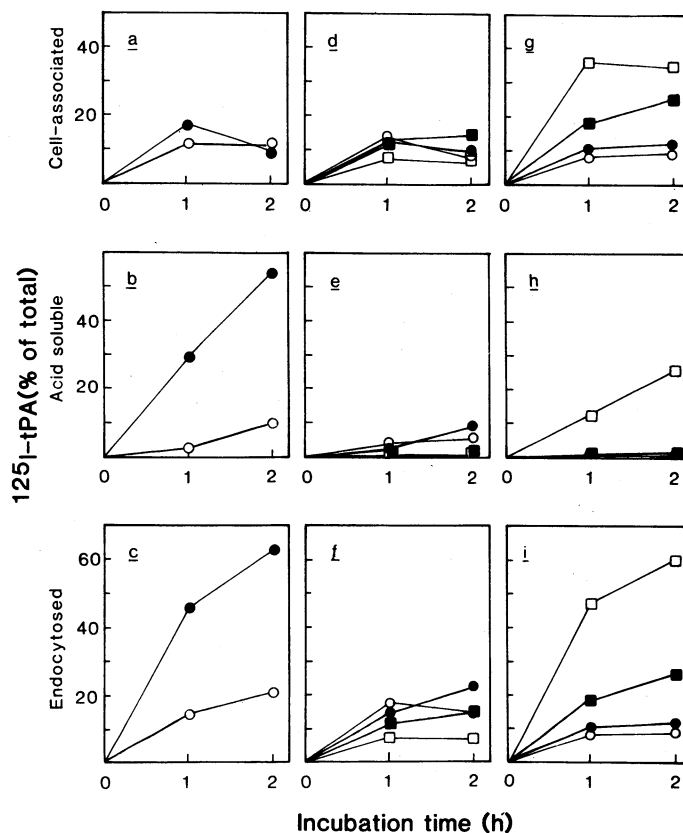 a
d
g
Cell-associated
40
20
0 1 2
0 1 2
0 1 2
b
e
h
125I-tPA(% of total)
Acid soluble
40
20
0 1 2
0 1 2
0 1 2
c
f
i
Endocytosed
60
40
20
0 1 2
0 1 2
0 1 2
Incubation time (h)